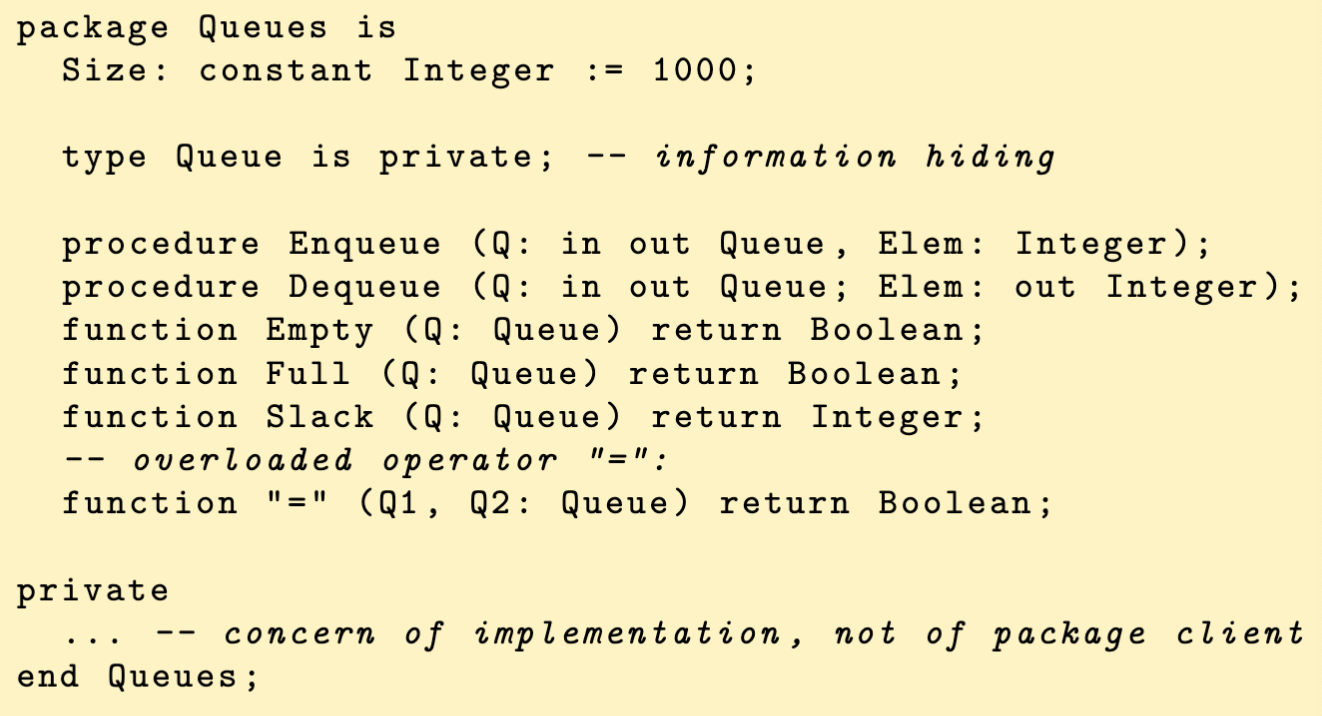 package Queues is
  Size: constant Integer := 1000;
  type Queue is private; -- information hiding
  procedure Enqueue (Q: in out Queue, Elem: Integer);
  procedure Dequeue (Q: in out Queue; Elem: out Integer);
  function Empty (Q: Queue) return Boolean;
  function Full (Q: Queue) return Boolean;
  function Slack (Q: Queue) return Integer;
  -- overloaded operator "=":
  function "=" (Q1, Q2: Queue) return Boolean;
private
  ... -- concern of implementation, not of package client
end Queues;